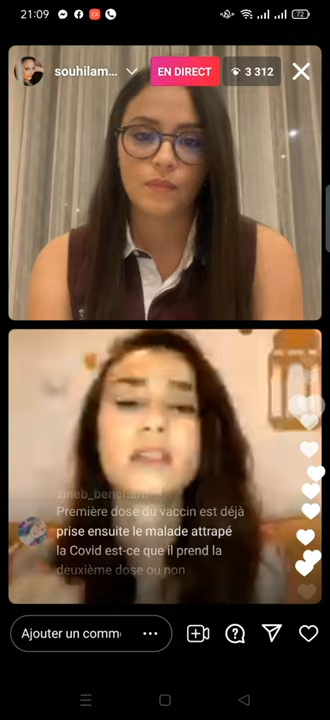 21:09
72
souhilam...
EN DIRECT
3 312
xineb_bencham
Première dose du vaccin est déjà
prise ensuite le malade attrapé
la Covid est-ce que il prend la
deuxième dose ou non
Ajouter un comm